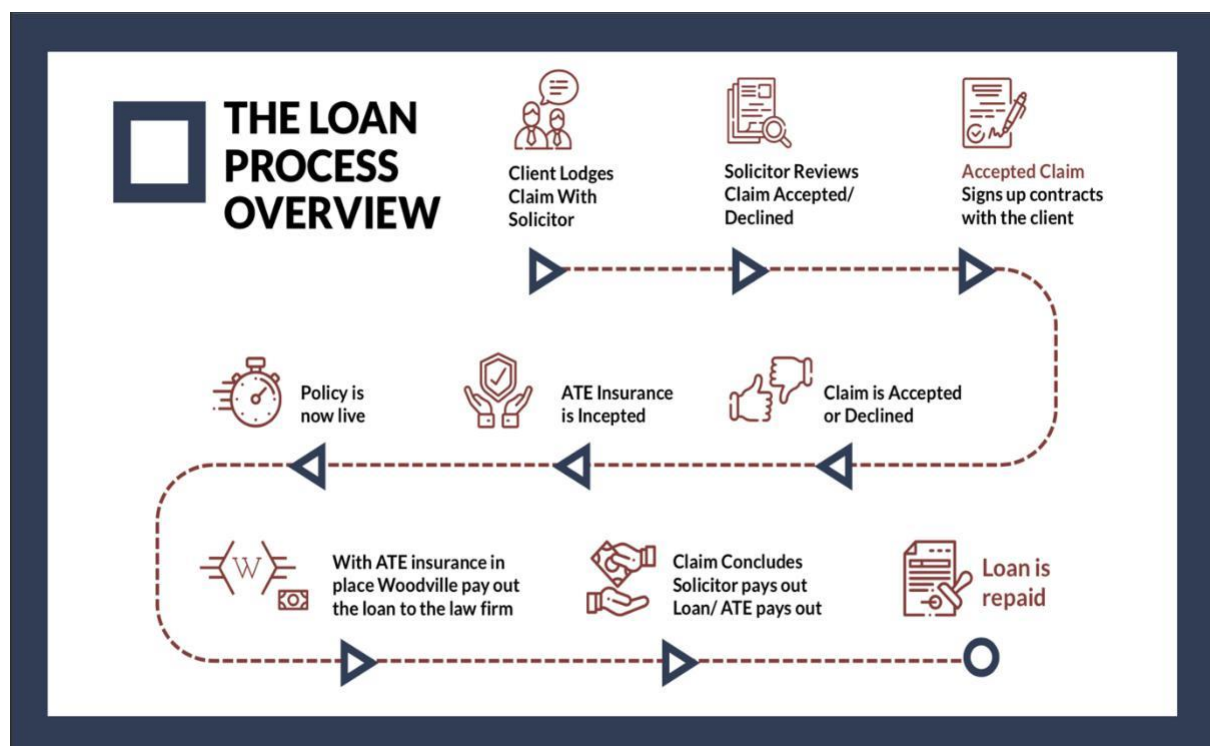 THE LOAN
PROCESS
OVERVIEW
Client Lodges
Claim With
Solicitor
Solicitor Reviews
Claim Accepted/
Declined
Accepted Claim
Signs up contracts
with the client
Claim is Accepted
or Declined
ATE Insurance
is Incepted
Policy is
now live
W
With ATE insurance in
place Woodville pay out
the loan to the law firm
Claim Concludes
Solicitor pays out
Loan/ ATE pays out
Loan is
repaid